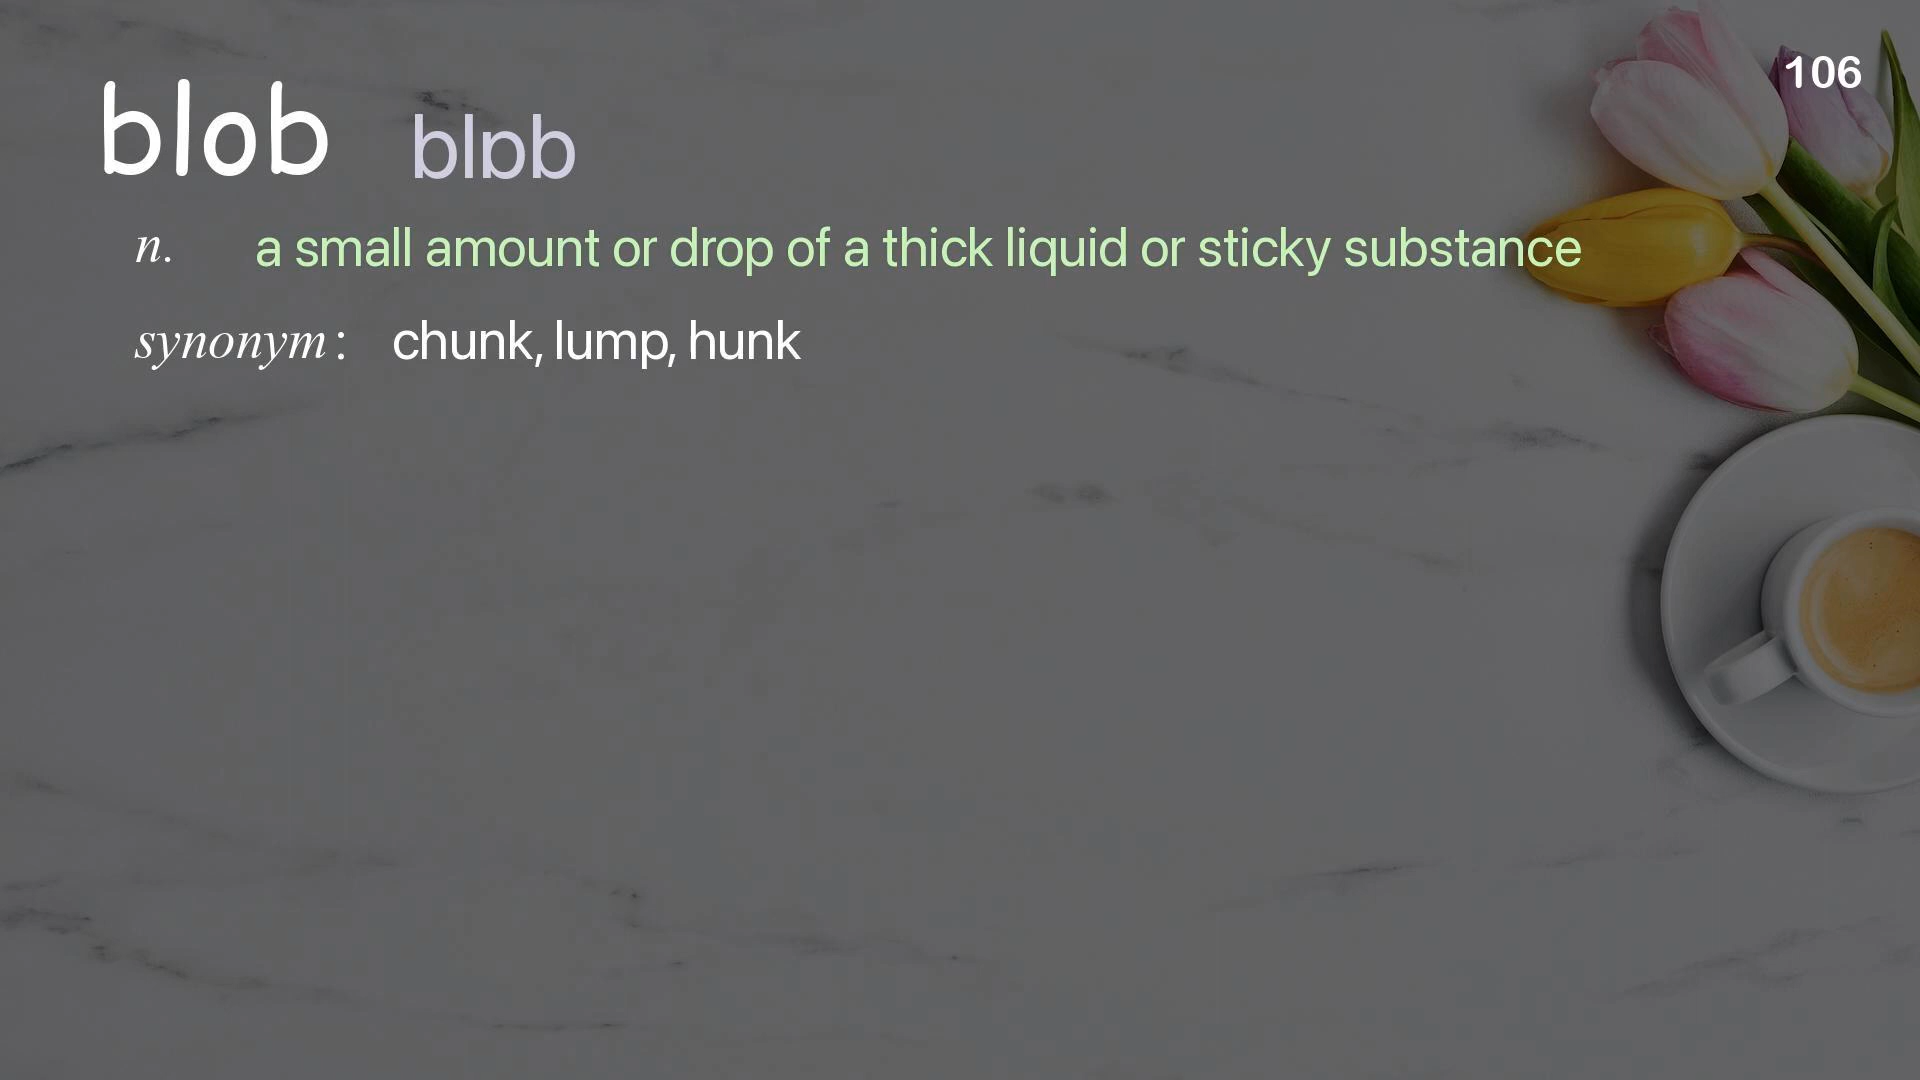 106
blob blɒb
n. a small amount or drop of a thick liquid or sticky substance
synonym : chunk, lump, hunk